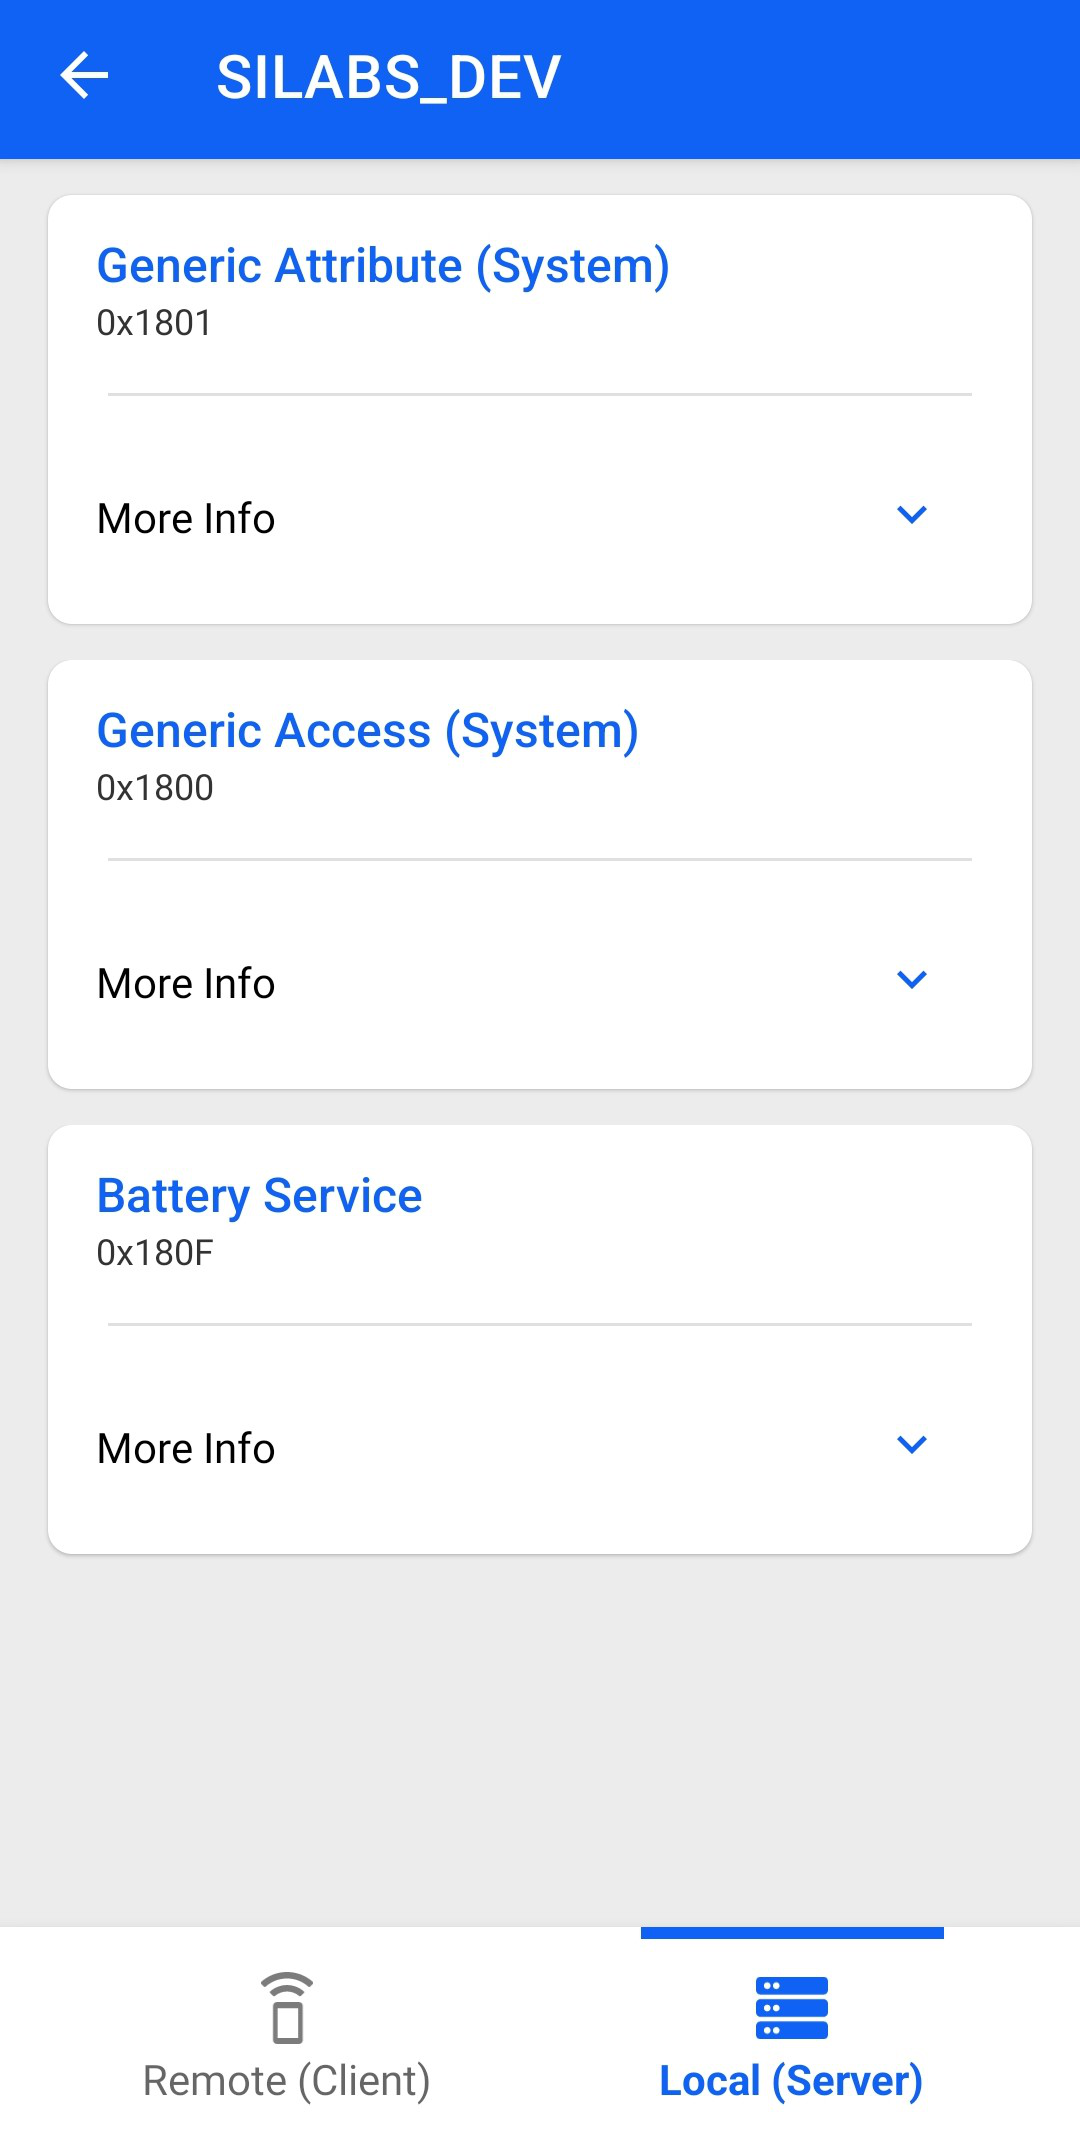 SILABS_DEV
Generic Attribute (System)
0x1801
More Info
Generic Access (System)
0x1800
More Info
Battery Service
0x180F
More Info
Remote (Client)
Local (Server)